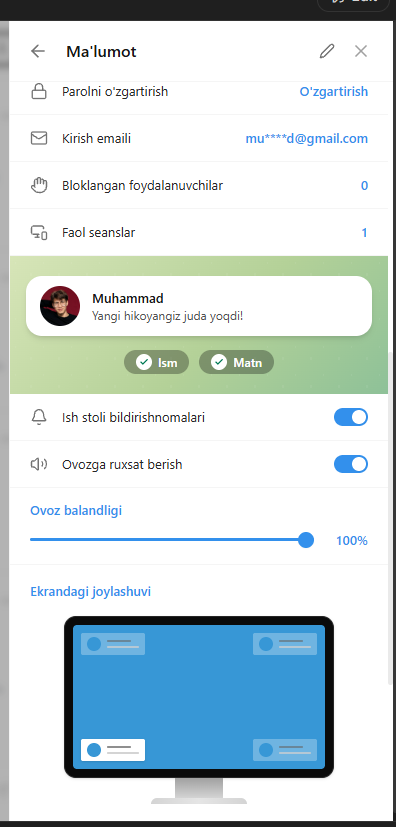 Ma'lumot
Parolni o'zgartirish O'zgartirish
Kirish emaili mu****d@gmail.com
Bloklangan foydalanuvchilar 0
Faol seanslar 1
Muhammad
Yangi hikoyangiz juda yoqdi!
Ism Matn
Ish stoli bildirishnomalari
Ovozga ruxsat berish
Ovoz balandligi
100%
Ekrandagi joylashuvi